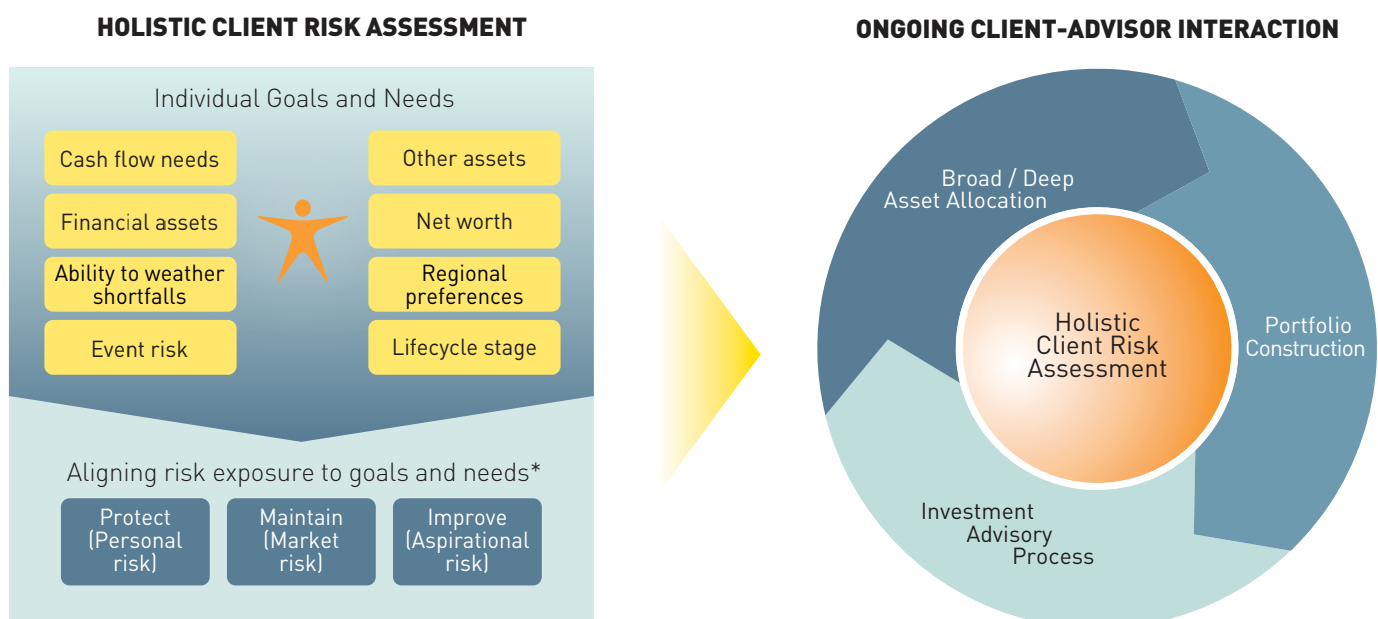 HOLISTIC CLIENT RISK ASSESSMENT
Individual Goals and Needs
Cash flow needs
Financial assets
Ability to weather
shortfalls
Event risk
Other assets
Net worth
Regional
preferences
Lifecycle stage
Aligning risk exposure to goals and needs*
Protect
(Personal
risk)
Maintain
(Market
risk)
Improve
(Aspirational
risk)
ONGOING CLIENT-ADVISOR INTERACTION
Broad / Deep
Asset Allocation
Portfolio
Construction
Holistic
Client Risk
Assessment
Investment
Advisory
Process